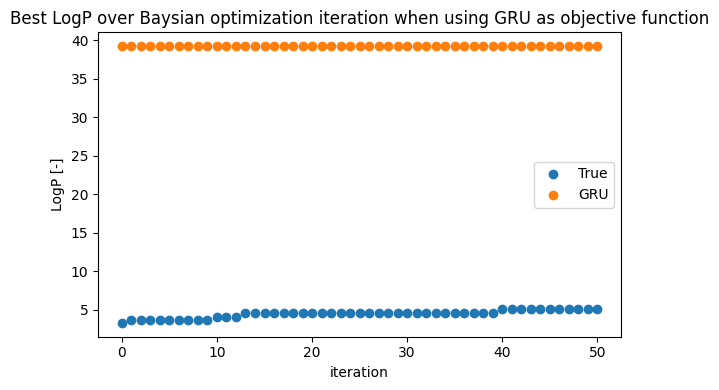 Best LogP over Baysian optimization iteration when using GRU as objective function
40
35
30
25
20
15
10
5
LogP [-]
True
GRU
0
10
20
30
40
50
iteration